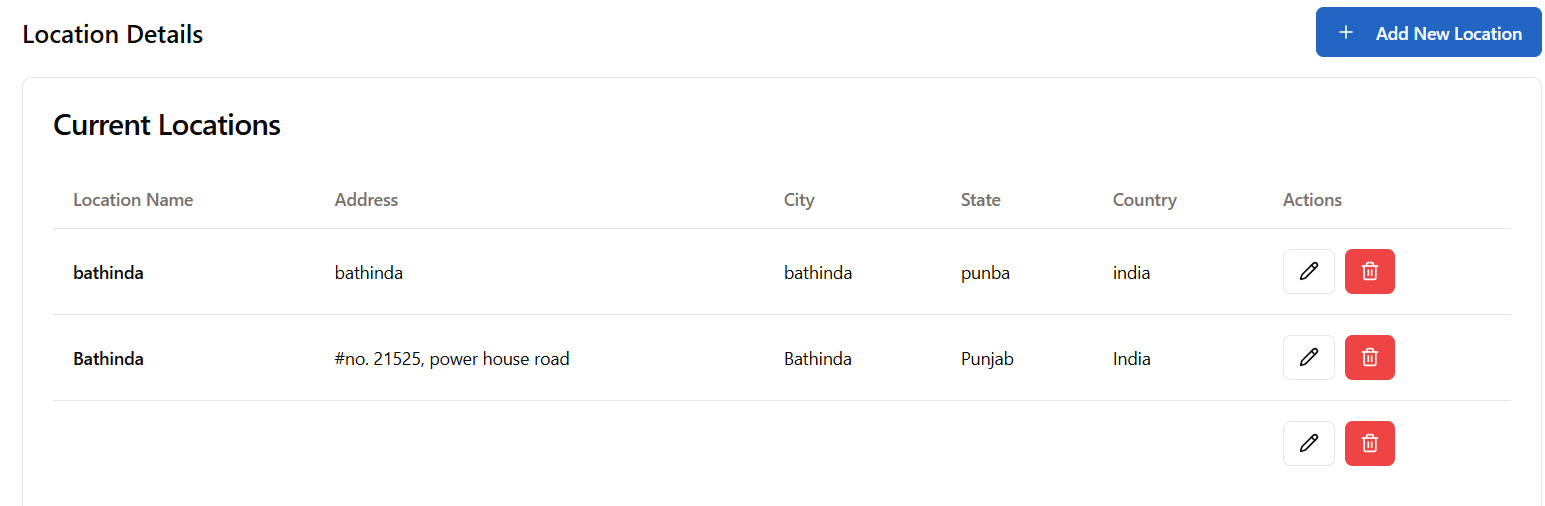 Location Details
+ Add New Location
Current Locations
Location Name Address City State Country Actions
bathinda bathinda bathinda punba india
Bathinda #no. 21525, power house road Bathinda Punjab India